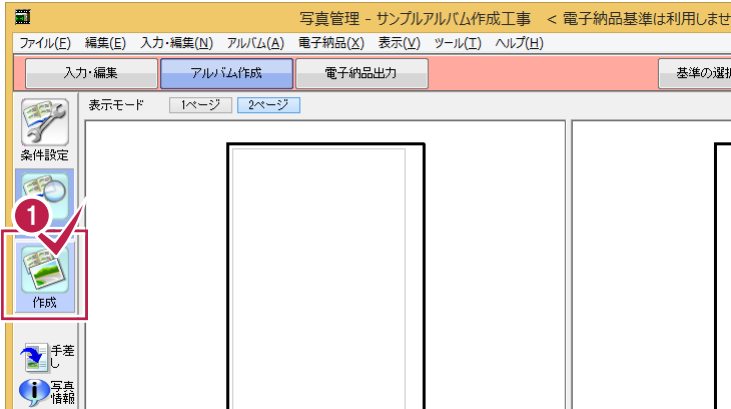 写真管理 - サンプルアルバム作成工事 < 電子納品基準は利用しませ
ファイル(F) 編集(E) 入力・編集(N) アルバム(A) 電子納品(X) 表示(V) ツール(T) ヘルプ(H)
入力・編集 アルバム作成 電子納品出力 基準の選択
表示モード 1ページ 2ページ
条件設定
1
作成
手差し
写真情報